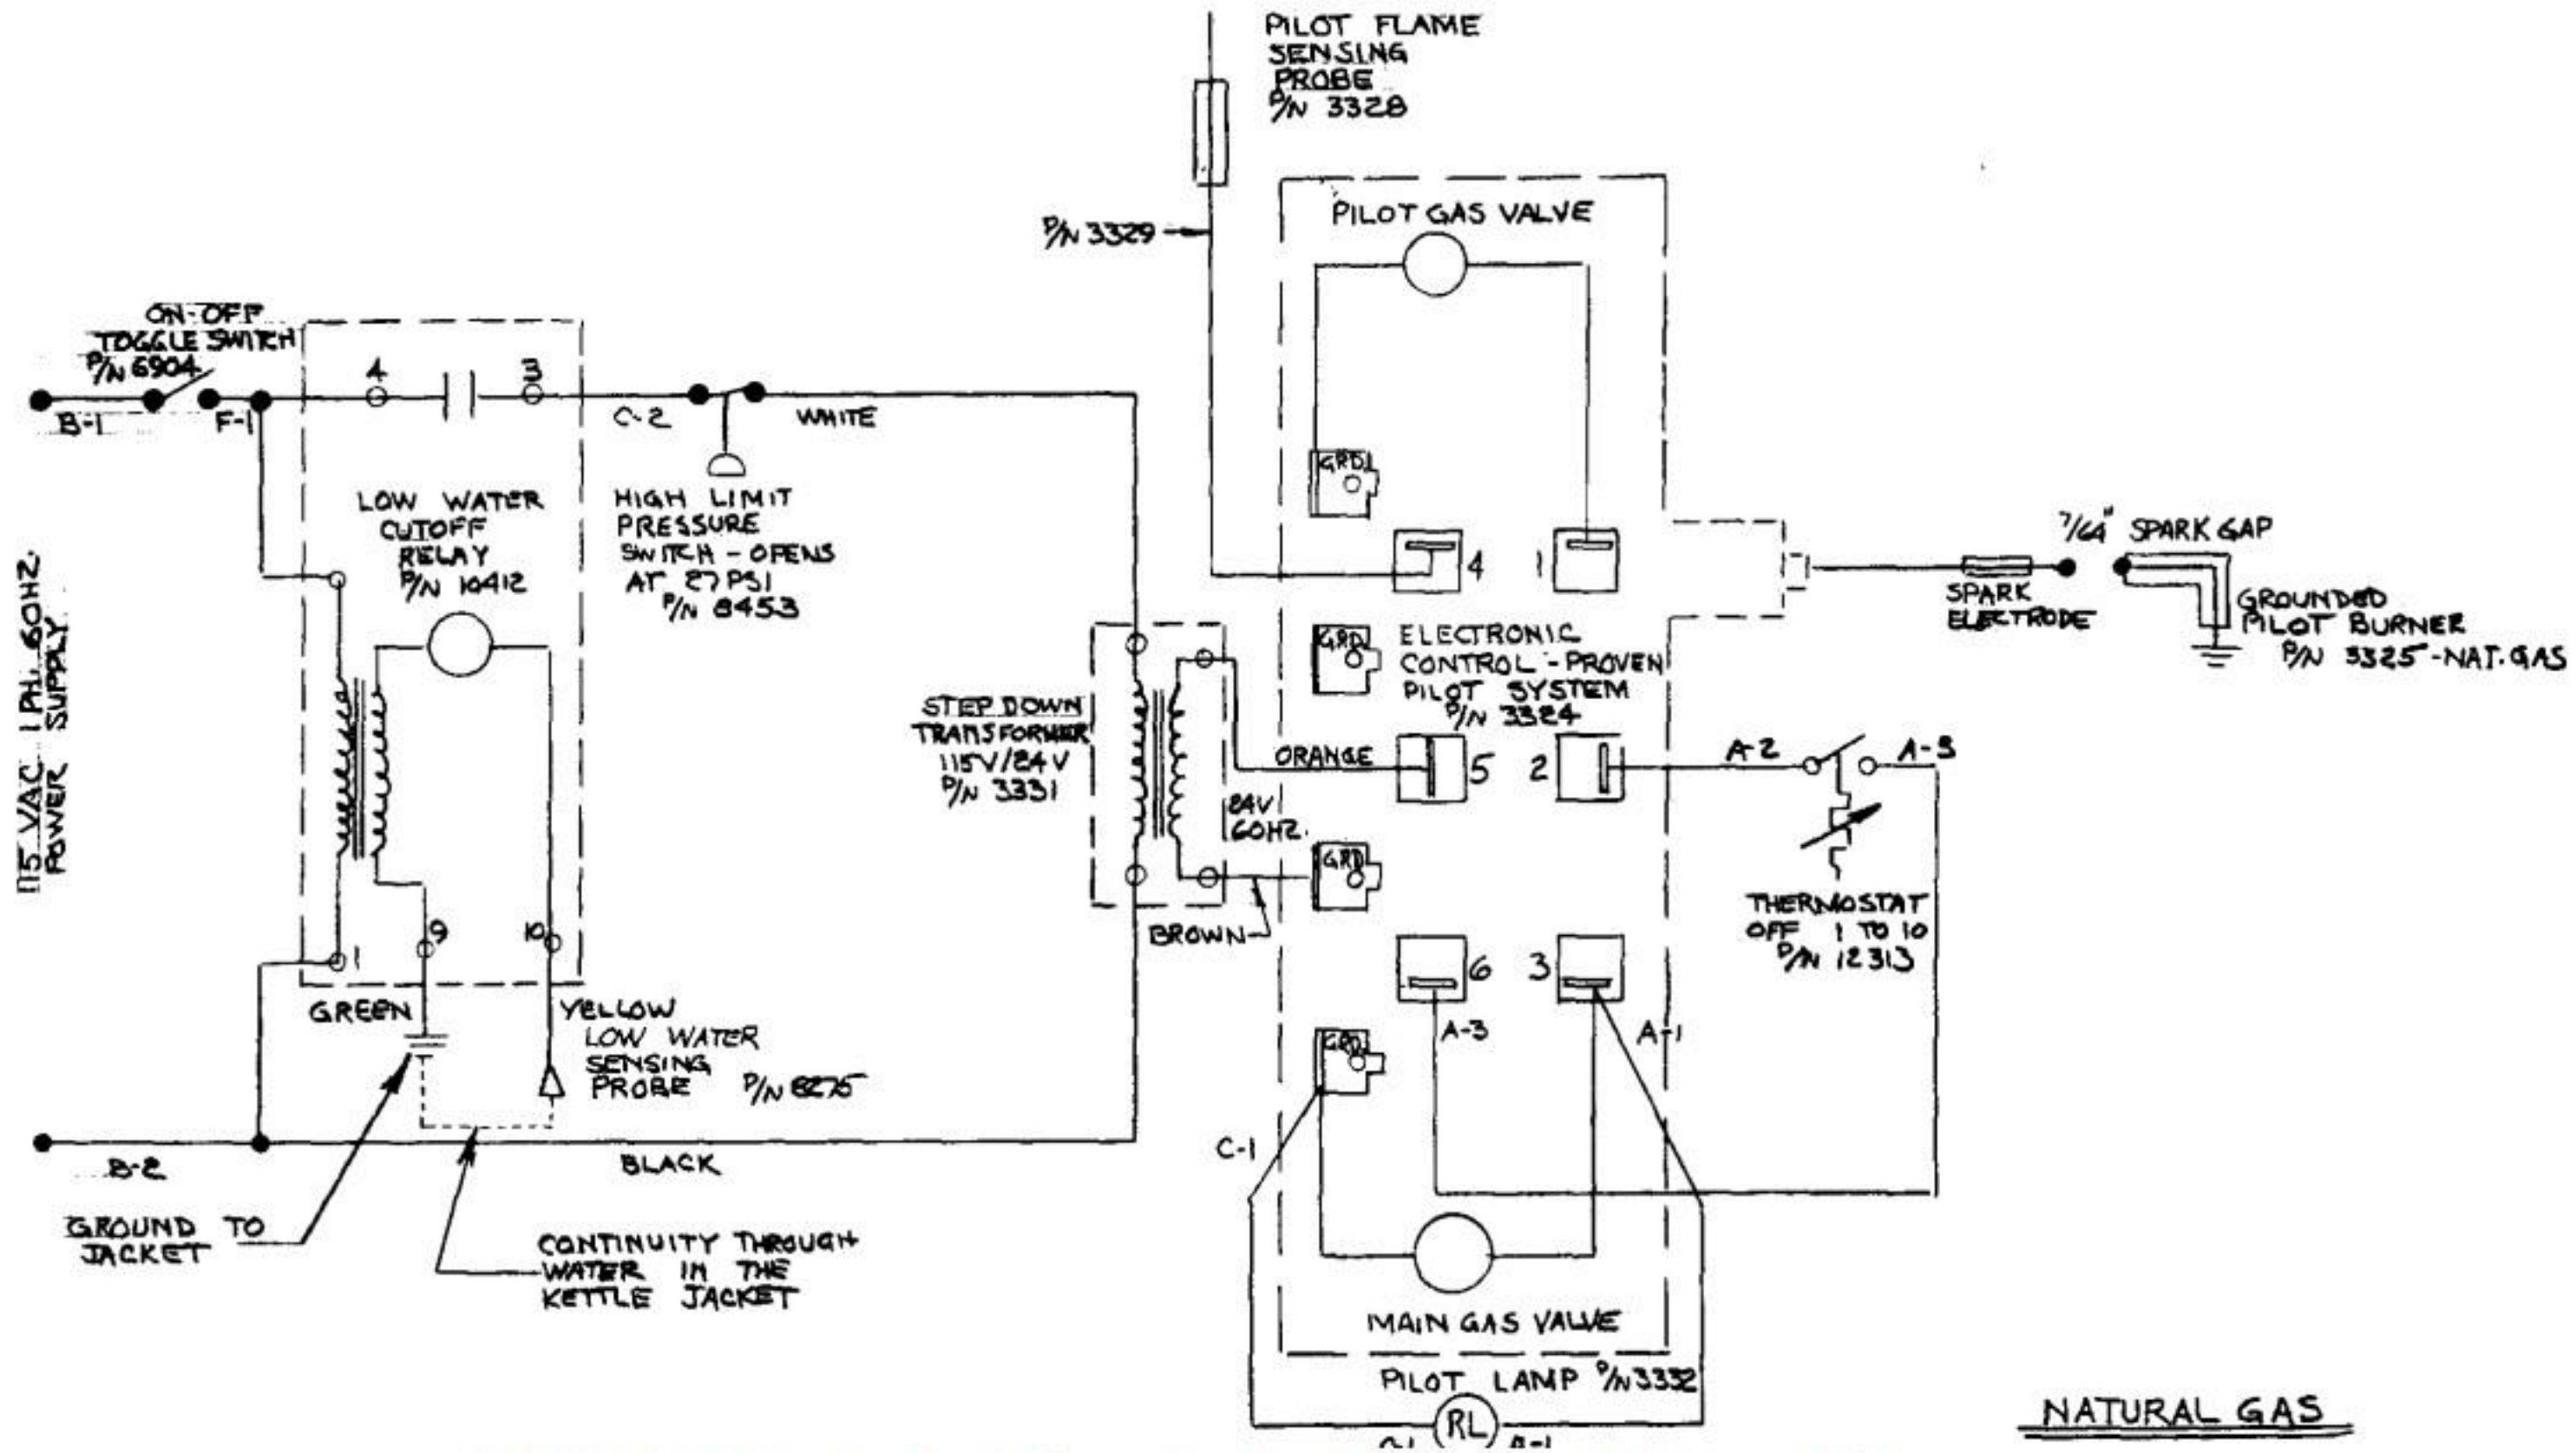 PILOT FLAME
SENSING
PROBE
P/N 3328
P/N 3329
PILOT GAS VALVE
ON-OFF
TOGGLE SWITCH
P/N 6904
B-1
F-1
4
3
C-2
WHITE
LOW WATER
CUTOFF
RELAY
P/N 10412
HIGH LIMIT
PRESSURE
SWITCH - OPENS
AT 27 PSI
P/N 8453
115 VAC 1 PH. 60HZ.
POWER SUPPLY
GRD
4
1
7/64" SPARK GAP
SPARK
ELECTRODE
GROUNDED
PILOT BURNER
P/N 3325-NAT. GAS
GRD
ELECTRONIC
CONTROL - PROVEN
PILOT SYSTEM
P/N 3324
STEP DOWN
TRANSFORMER
115V/24V
P/N 3331
ORANGE
5
2
A-2
A-3
24V
60HZ.
GRD
BROWN
THERMOSTAT
OFF 1 TO 10
P/N 12313
9
10
1
6
3
A-3
A-1
GREEN
YELLOW
LOW WATER
SENSING
PROBE P/N 8275
GRD
C-1
B-2
BLACK
GROUND TO
JACKET
CONTINUITY THROUGH
WATER IN THE
KETTLE JACKET
MAIN GAS VALVE
PILOT LAMP P/N 3332
RL
NATURAL GAS